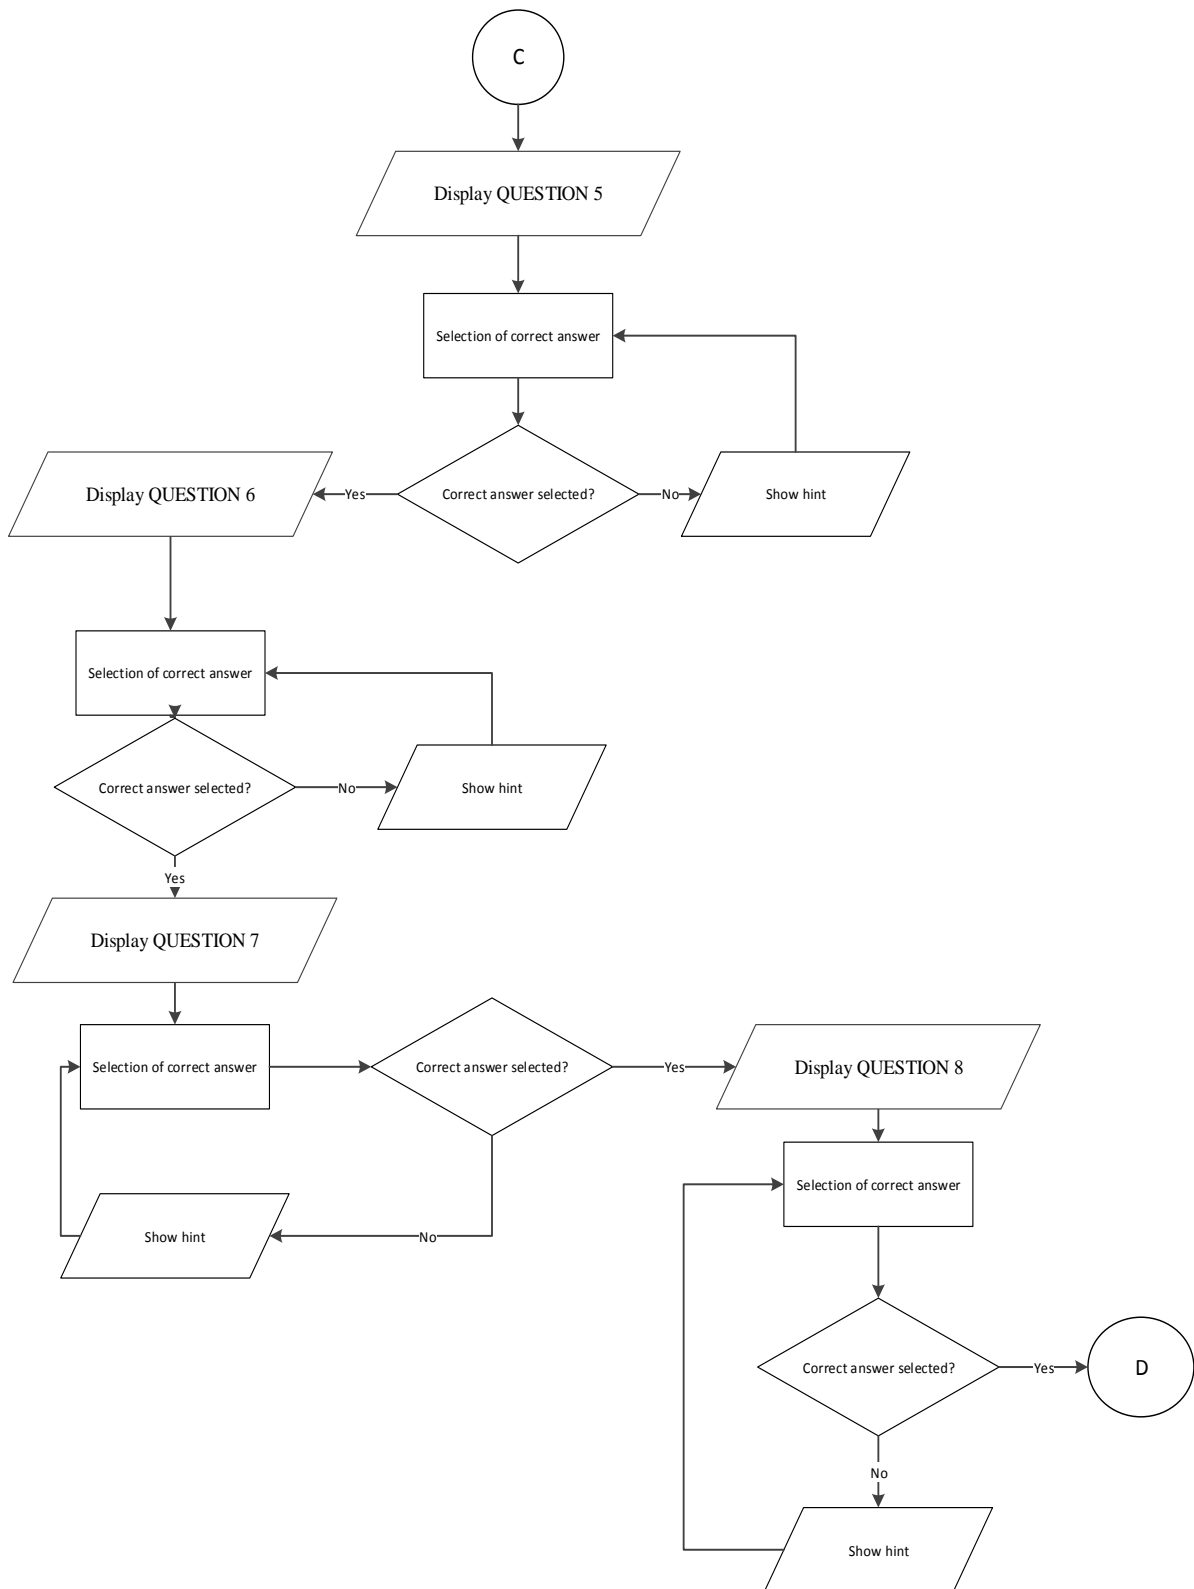 C
Display QUESTION 5
Selection of correct answer
Display QUESTION 6
Yes
Correct answer selected?
No
Show hint
Selection of correct answer
Correct answer selected?
No
Show hint
Yes
Display QUESTION 7
Selection of correct answer
Correct answer selected?
Yes
Display QUESTION 8
Selection of correct answer
Show hint
No
Correct answer selected?
Yes
D
No
Show hint